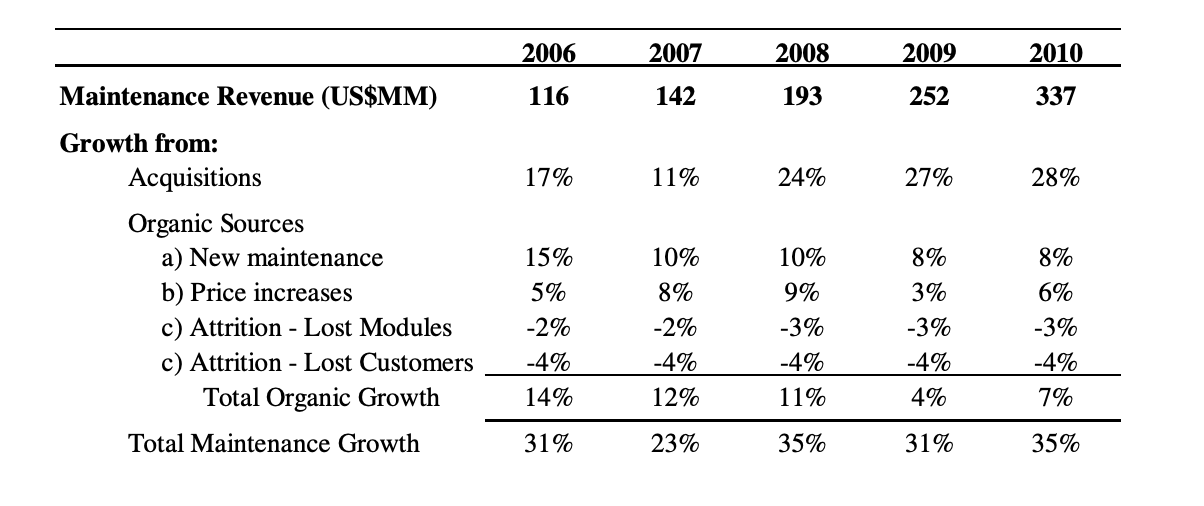 2006 2007 2008 2009 2010
Maintenance Revenue (US$MM) 116 142 193 252 337
Growth from:
Acquisitions 17% 11% 24% 27% 28%
Organic Sources
a) New maintenance 15% 10% 10% 8% 8%
b) Price increases 5% 8% 9% 3% 6%
c) Attrition - Lost Modules -2% -2% -3% -3% -3%
c) Attrition - Lost Customers -4% -4% -4% -4% -4%
Total Organic Growth 14% 12% 11% 4% 7%
Total Maintenance Growth 31% 23% 35% 31% 35%